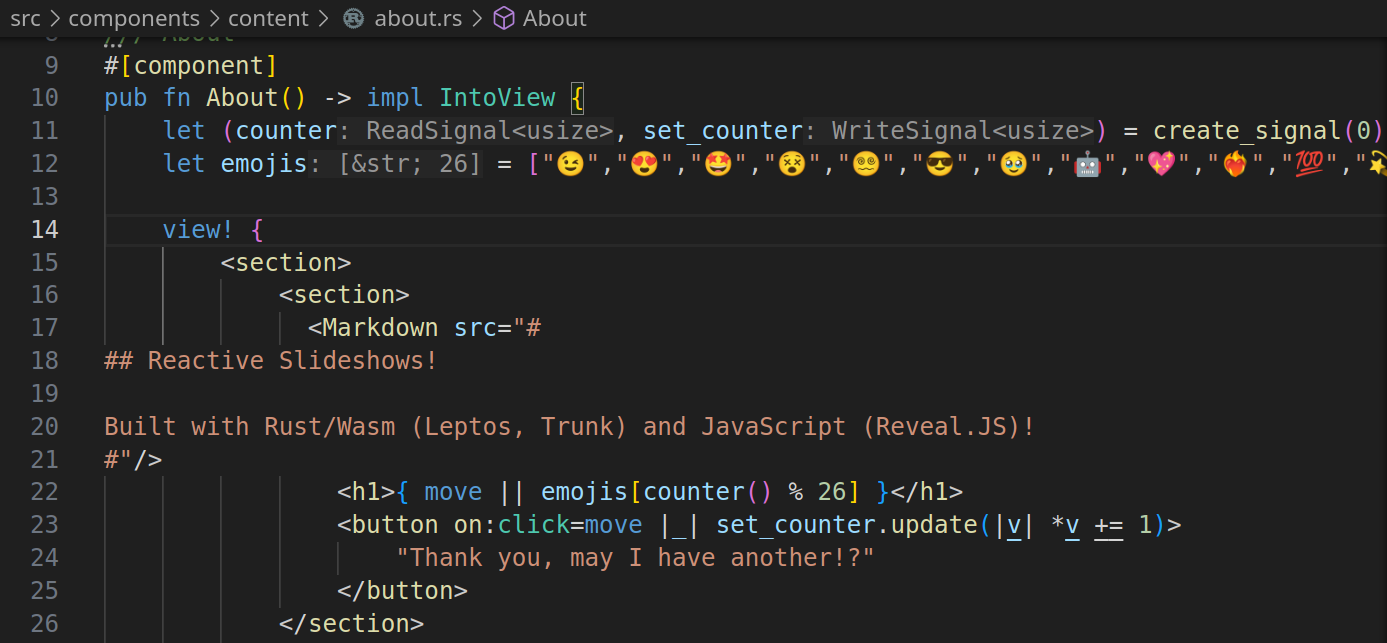 src > components > content > about.rs > About
8 /// About
9 #[component]
10 pub fn About() -> impl IntoView {
11     let (counter: ReadSignal<usize>, set_counter: WriteSignal<usize>) = create_signal(0)
12     let emojis: [&str; 26] = ["😉","😍","🤩","😵","😵‍💫","😎","🥹","🤖","💖","❤️‍🔥","💯","💫
13
14     view! {
15         <section>
16             <section>
17               <Markdown src="#
18 ## Reactive Slideshows!
19
20 Built with Rust/Wasm (Leptos, Trunk) and JavaScript (Reveal.JS)!
21 #"/>
22                 <h1>{ move || emojis[counter() % 26] }</h1>
23                 <button on:click=move |_| set_counter.update(|v| *v += 1)>
24                     "Thank you, may I have another!?"
25                 </button>
26             </section>